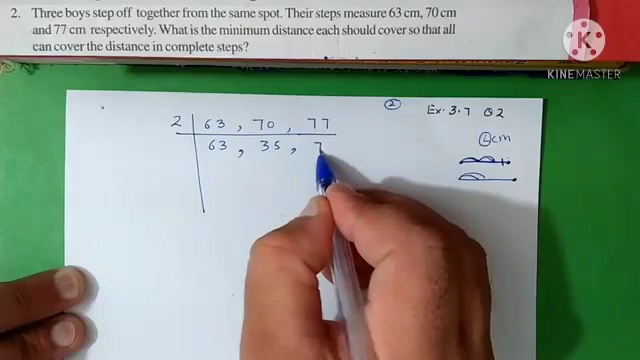 2. Three boys step off together from the same spot. Their steps measure 63 cm, 70 cm
and 77 cm respectively. What is the minimum distance each should cover so that all
can cover the distance in complete steps?
KINEMASTER
② Ex. 3.7 Q2
2 63, 70, 77
63, 35, 7
LCM